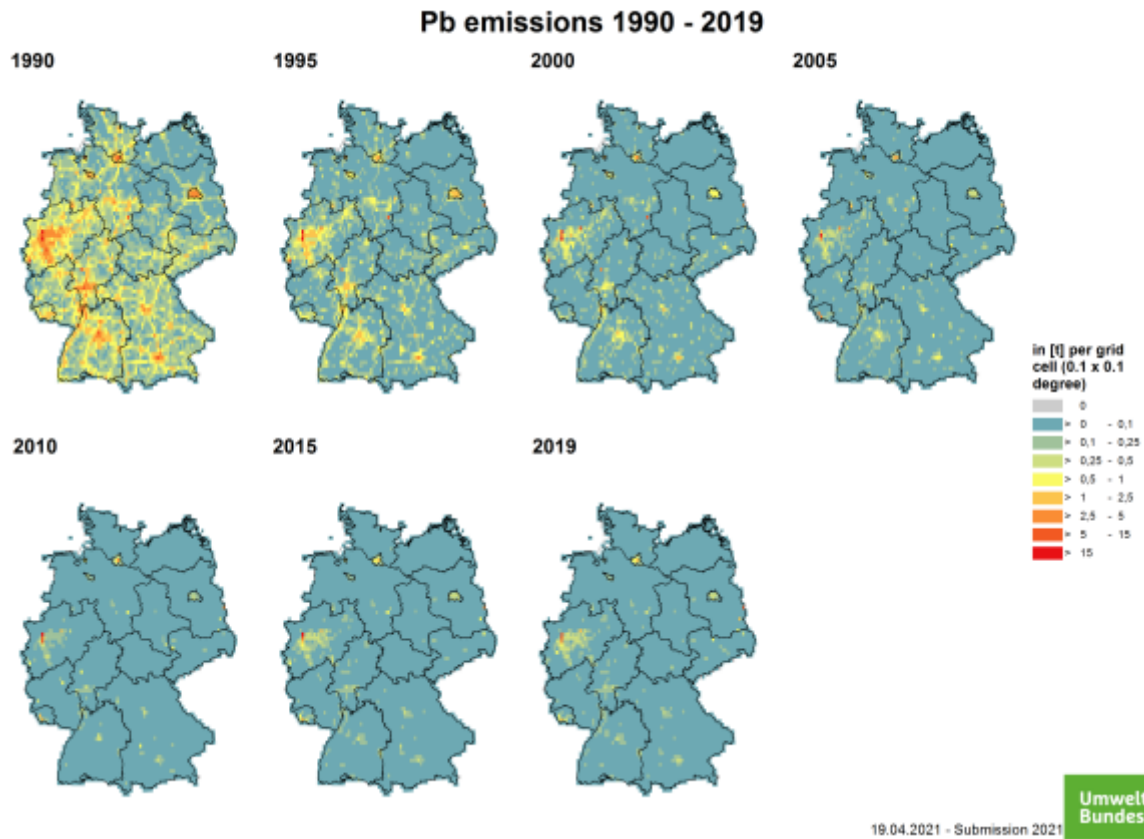 Pb emissions 1990 - 2019
1990
1995
2000
2005
in [t] per grid
cell (0.1 x 0.1
degree)
0
> 0 - 0,1
> 0,1 - 0,25
> 0,25 - 0,5
> 0,5 - 1
> 1 - 2,5
> 2,5 - 5
> 5 - 15
> 15
2010
2015
2019
19.04.2021 - Submission 2021
Umwelt
Bundes